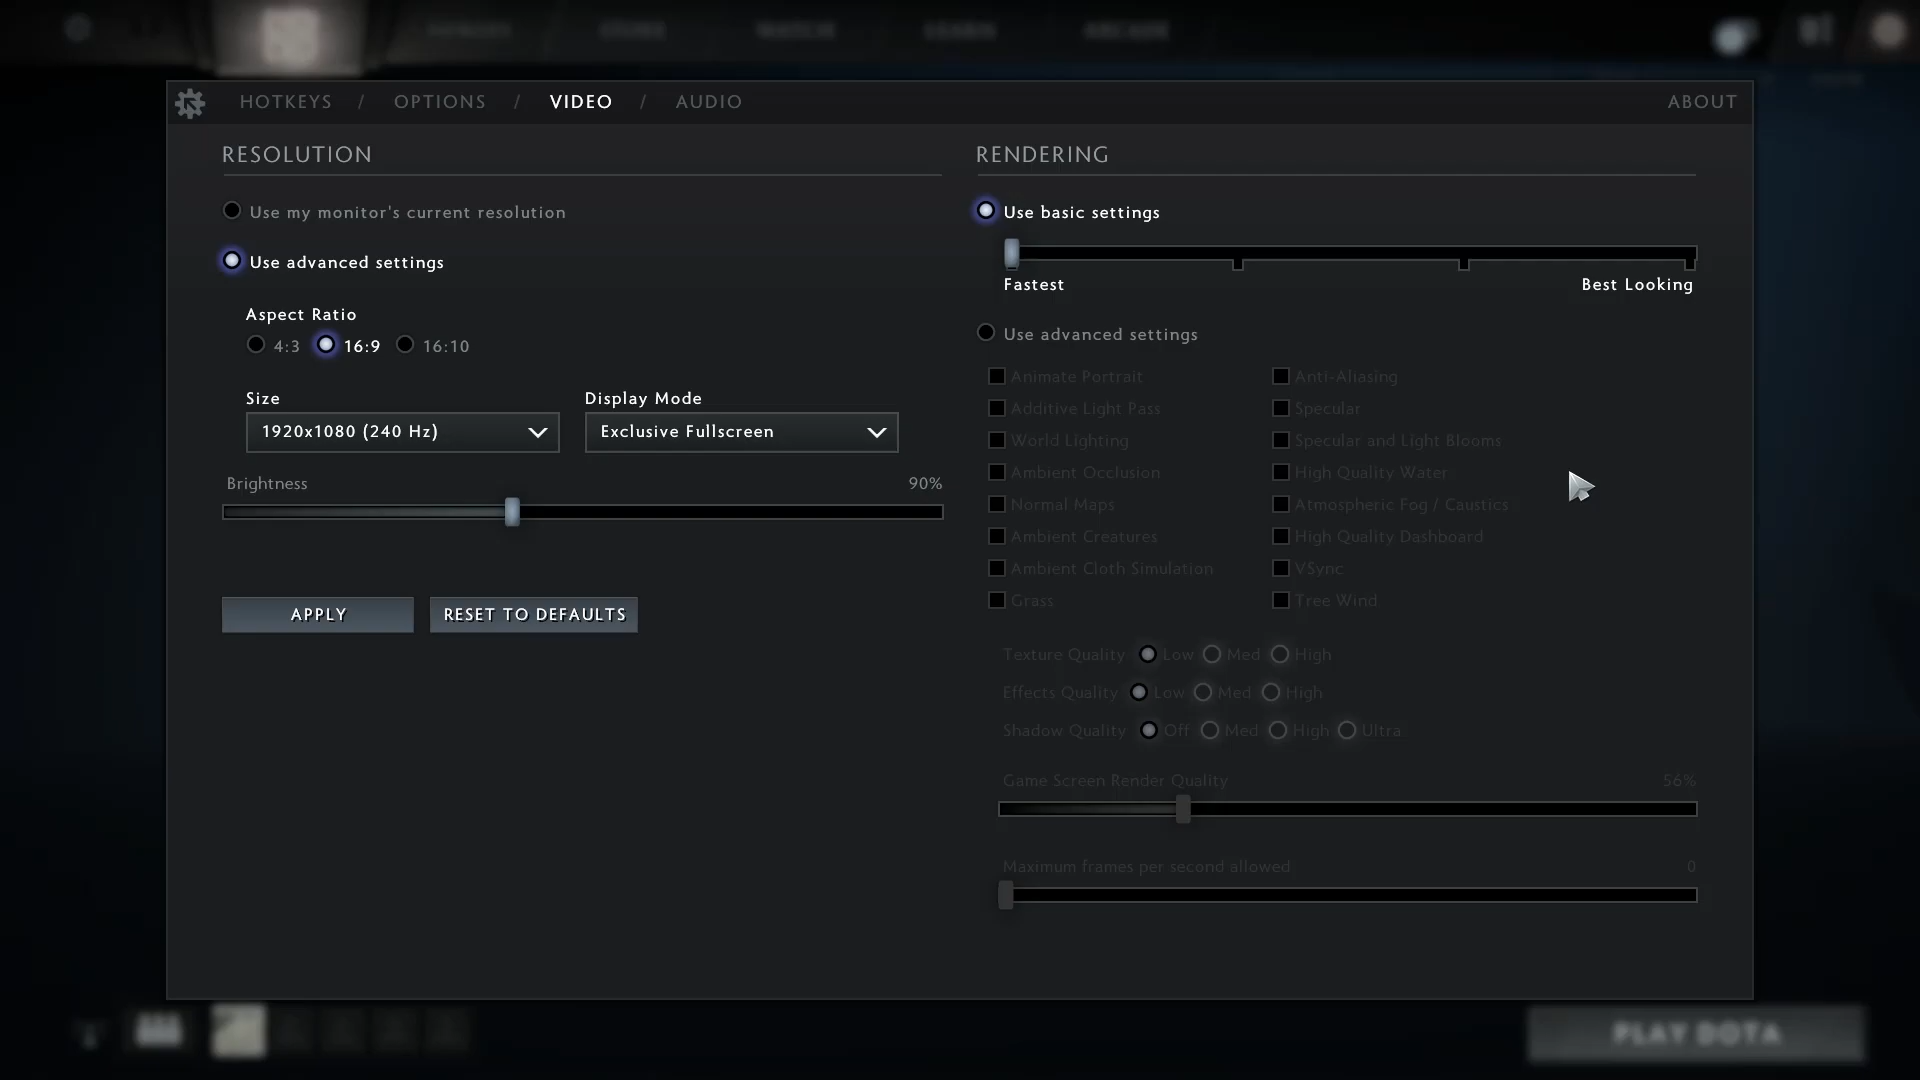 HEROES STORE WATCH LEARN ARCADE
HOTKEYS / OPTIONS / VIDEO / AUDIO
ABOUT
RESOLUTION
Use my monitor's current resolution
Use advanced settings
Aspect Ratio
4:3 16:9 16:10
Size
1920x1080 (240 Hz)
Display Mode
Exclusive Fullscreen
Brightness 90%
APPLY
RESET TO DEFAULTS
RENDERING
Use basic settings
Fastest Best Looking
Use advanced settings
Animate Portrait
Additive Light Pass
World Lighting
Ambient Occlusion
Normal Maps
Ambient Creatures
Ambient Cloth Simulation
Grass
Anti-Aliasing
Specular
Specular and Light Blooms
High Quality Water
Atmospheric Fog / Caustics
High Quality Dashboard
VSync
Tree Wind
Texture Quality Low Med High
Effects Quality Low Med High
Shadow Quality Off Med High Ultra
Game Screen Render Quality 56%
Maximum frames per second allowed 0
PLAY DOTA